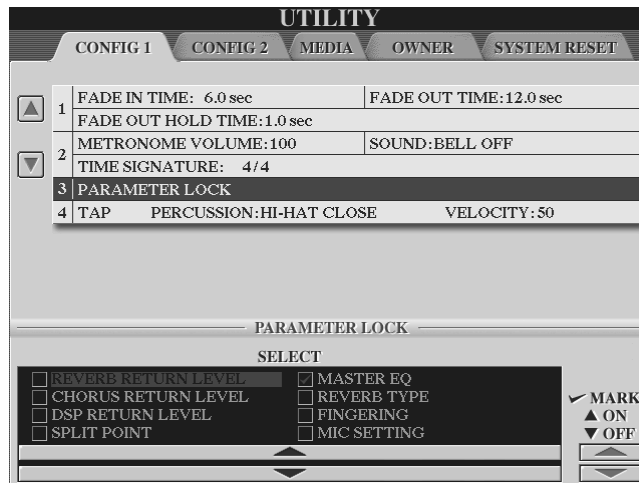 UTILITY
CONFIG 1 CONFIG 2 MEDIA OWNER SYSTEM RESET
1 FADE IN TIME: 6.0 sec FADE OUT TIME:12.0 sec
FADE OUT HOLD TIME:1.0 sec
2 METRONOME VOLUME:100 SOUND:BELL OFF
TIME SIGNATURE: 4/4
3 PARAMETER LOCK
4 TAP PERCUSSION:HI-HAT CLOSE VELOCITY:50
PARAMETER LOCK
SELECT
REVERB RETURN LEVEL MASTER EQ
CHORUS RETURN LEVEL REVERB TYPE
DSP RETURN LEVEL FINGERING
SPLIT POINT MIC SETTING
MARK
▲ ON
▼ OFF